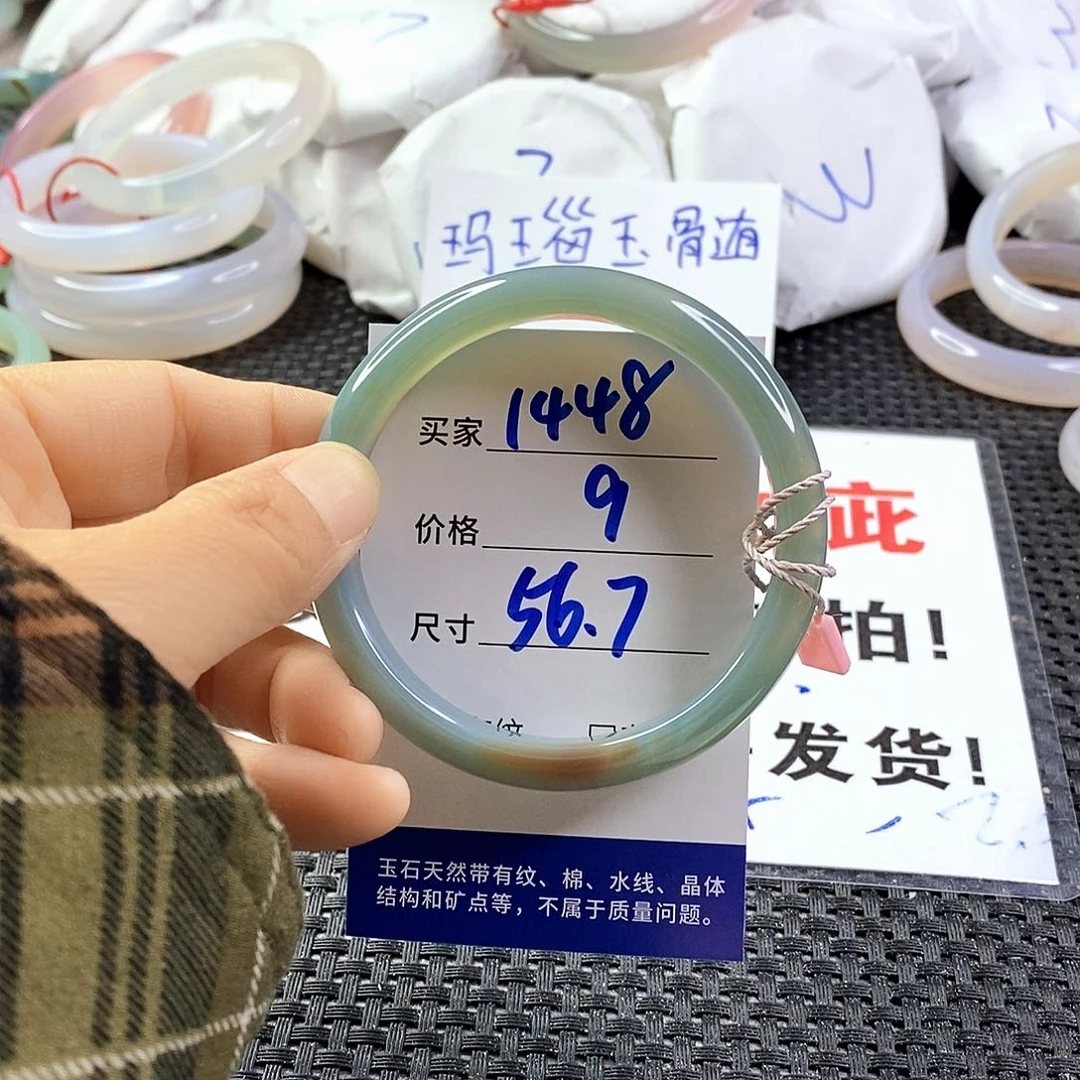 玛瑙玉骨髓
买家 1448
价格 9
尺寸 56.7
玉石天然带有纹、棉、水线、晶体
结构和矿点等，不属于质量问题。
此
拍！
发货！